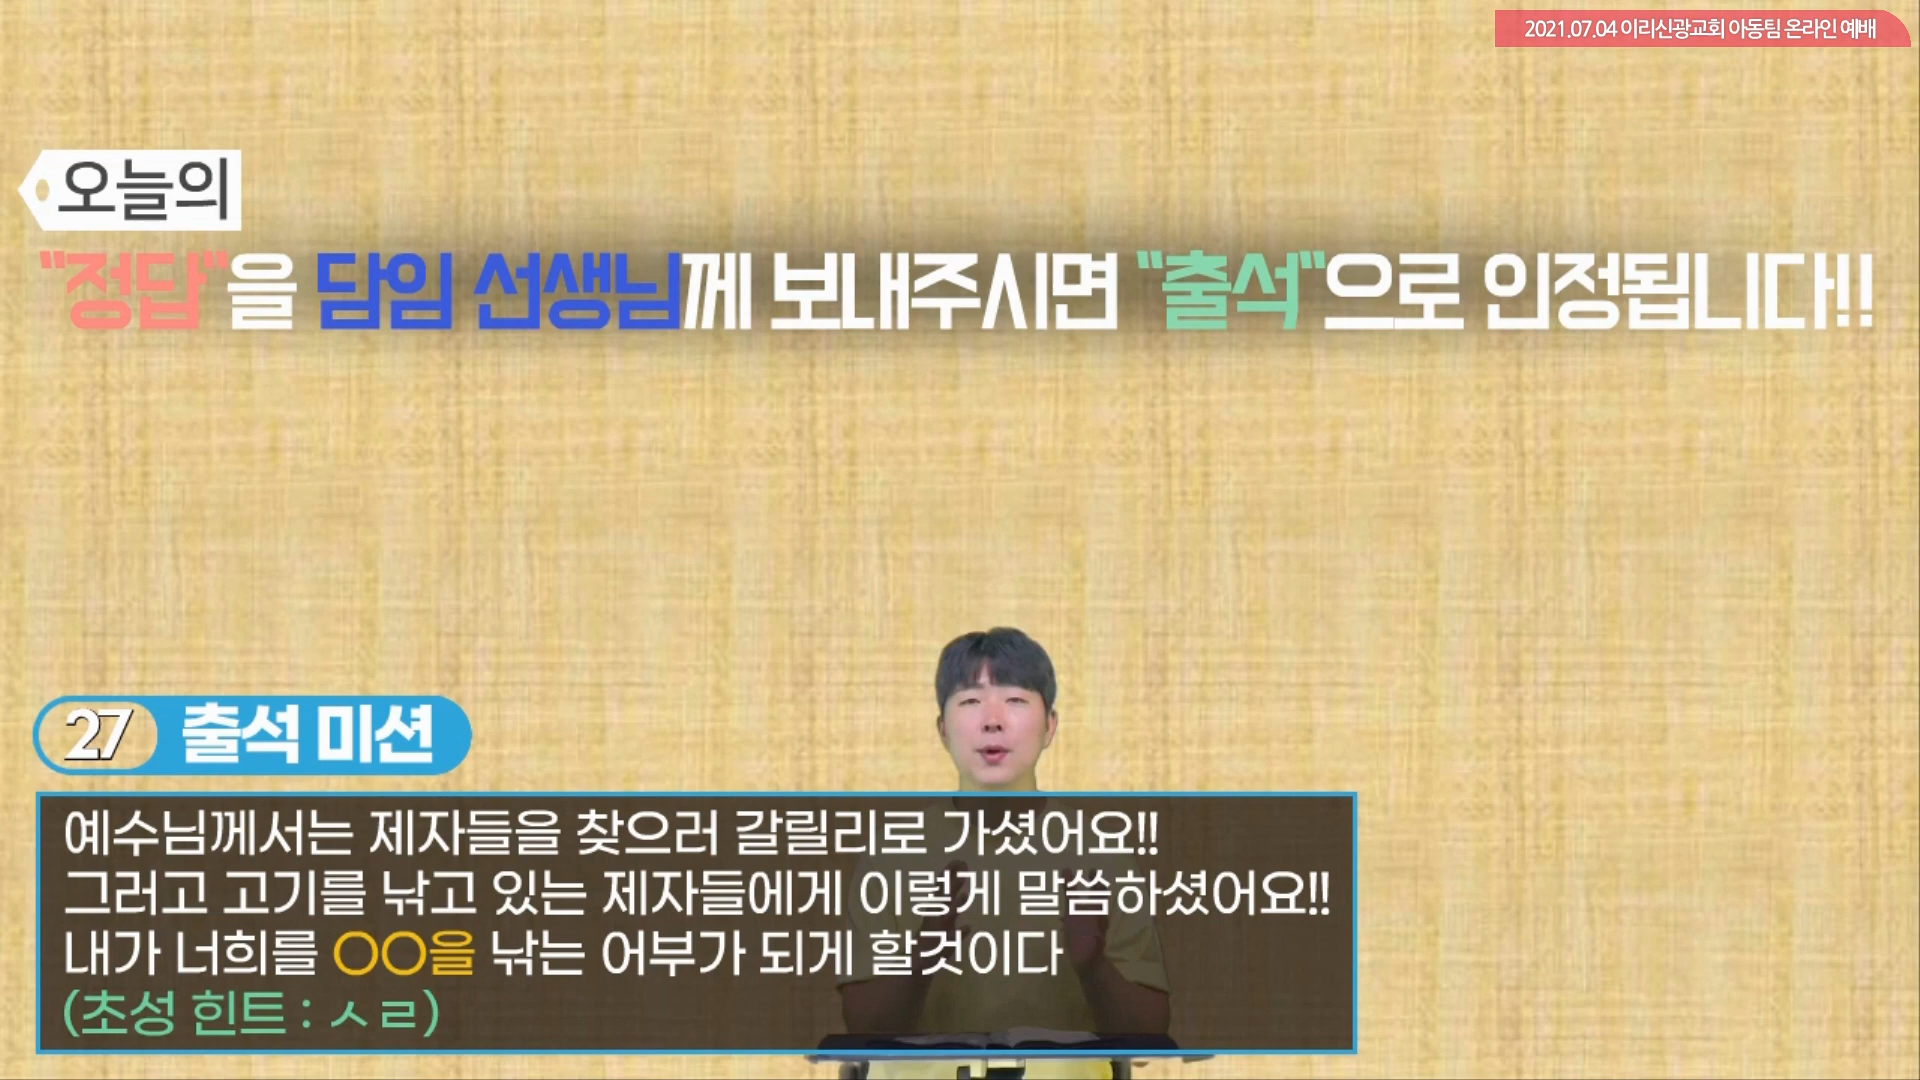 2021.07.04 이리신광교회 아동팀 온라인 예배
오늘의
"정답"을 담임 선생님께 보내주시면 "출석"으로 인정됩니다!!
27 출석 미션
예수님께서는 제자들을 찾으러 갈릴리로 가셨어요!!
그러고 고기를 낚고 있는 제자들에게 이렇게 말씀하셨어요!!
내가 너희를 ○○을 낚는 어부가 되게 할것이다
(초성 힌트 : ㅅㄹ)